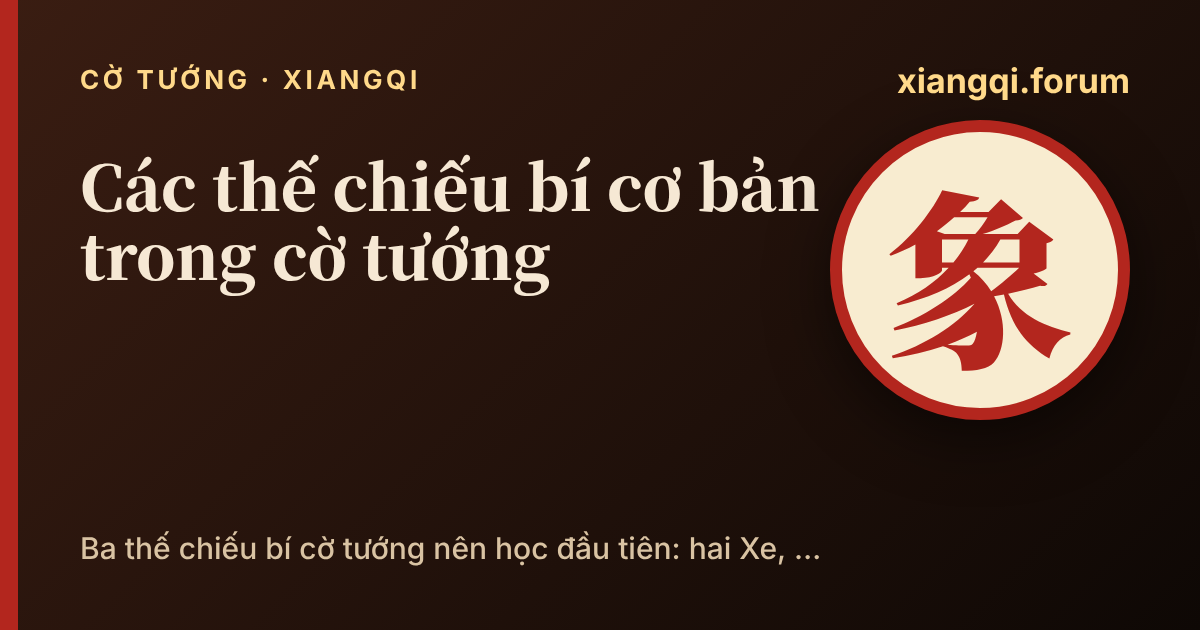 CỜ TƯỚNG · XIANGQI
xiangqi.forum
Các thế chiếu bí cơ bản
trong cờ tướng
象
Ba thế chiếu bí cờ tướng nên học đầu tiên: hai Xe, ...